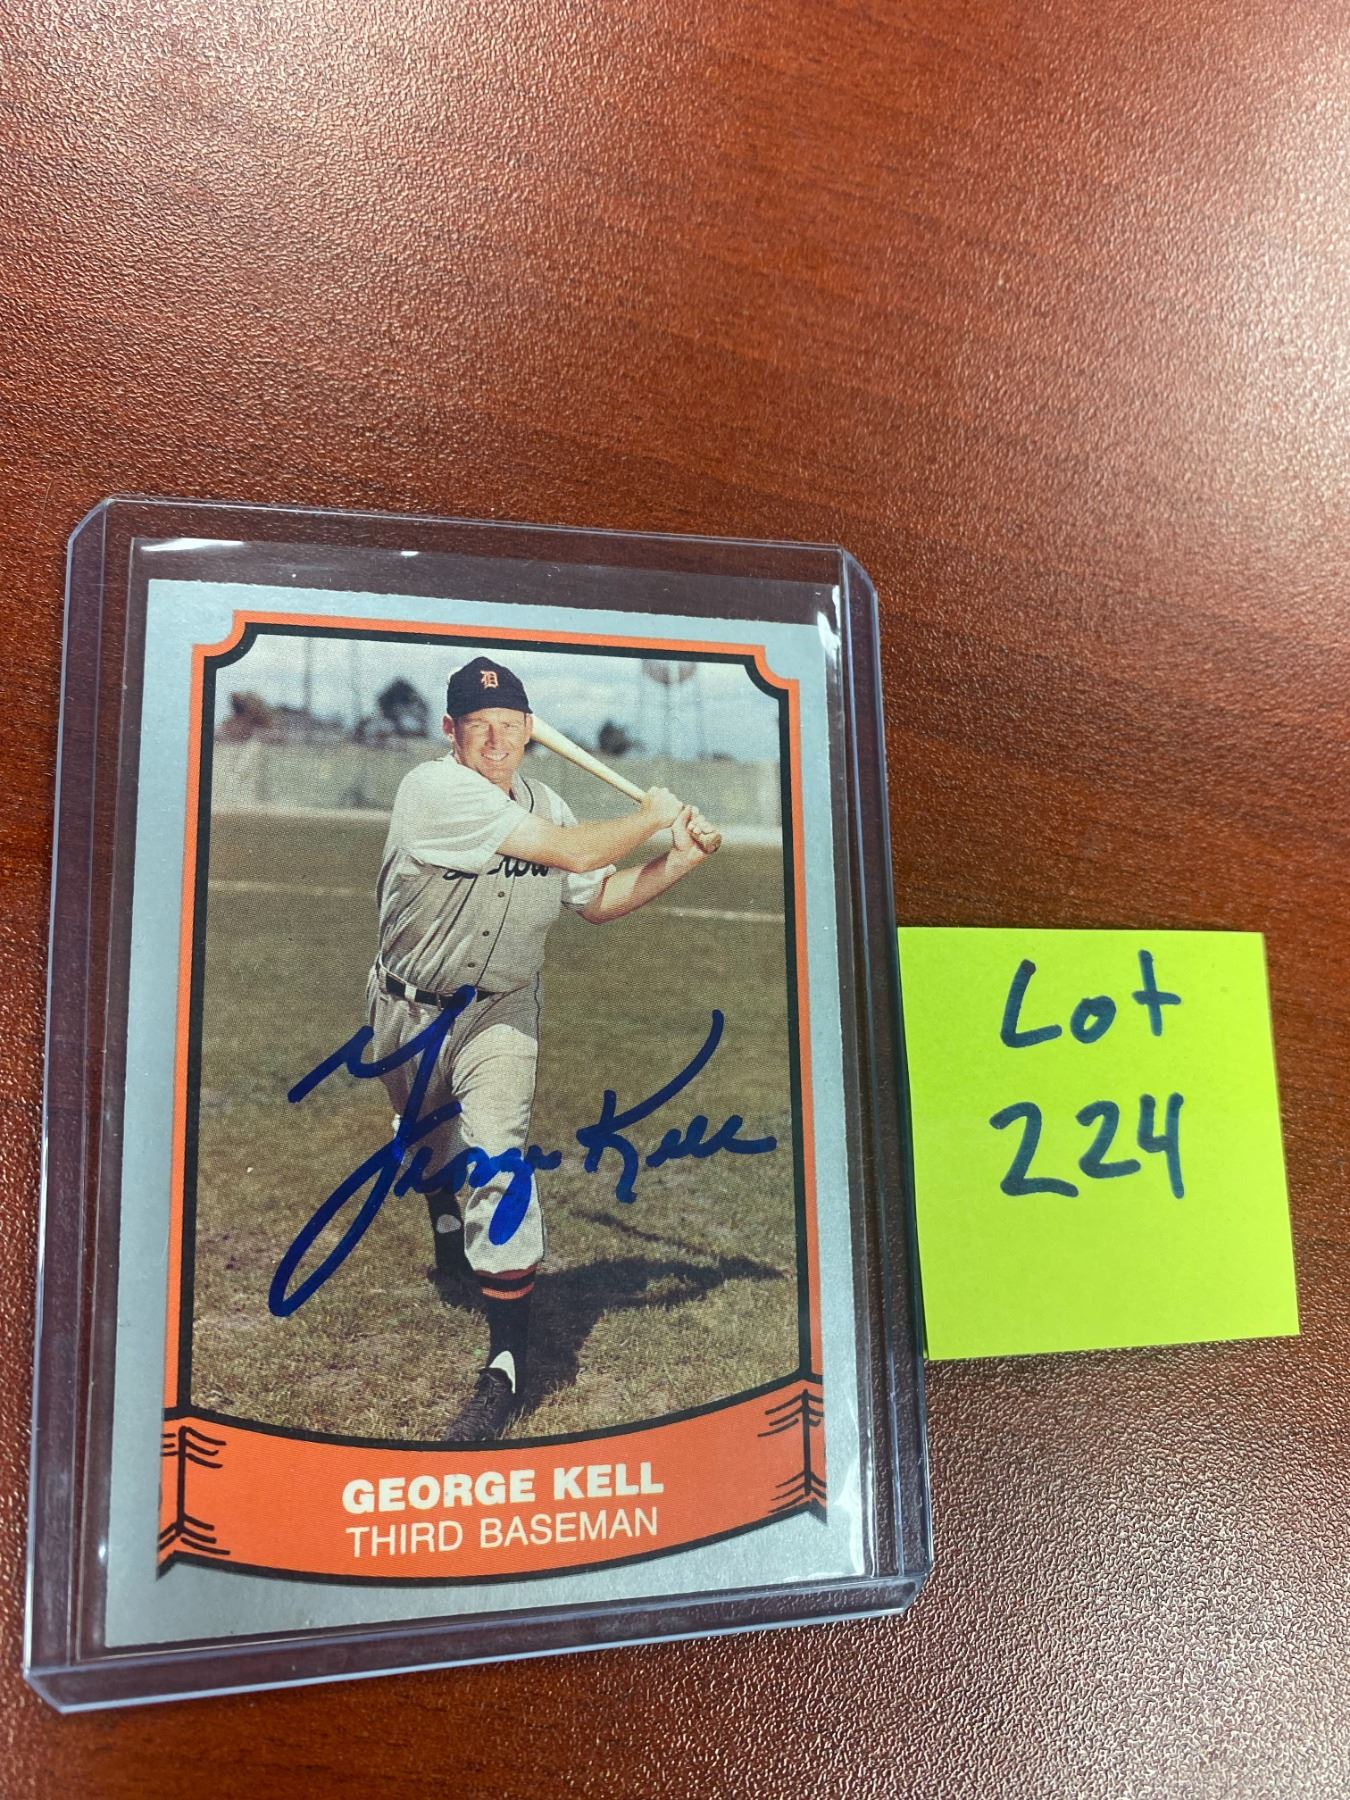 D
George Kell
GEORGE KELL
THIRD BASEMAN
Lot
224